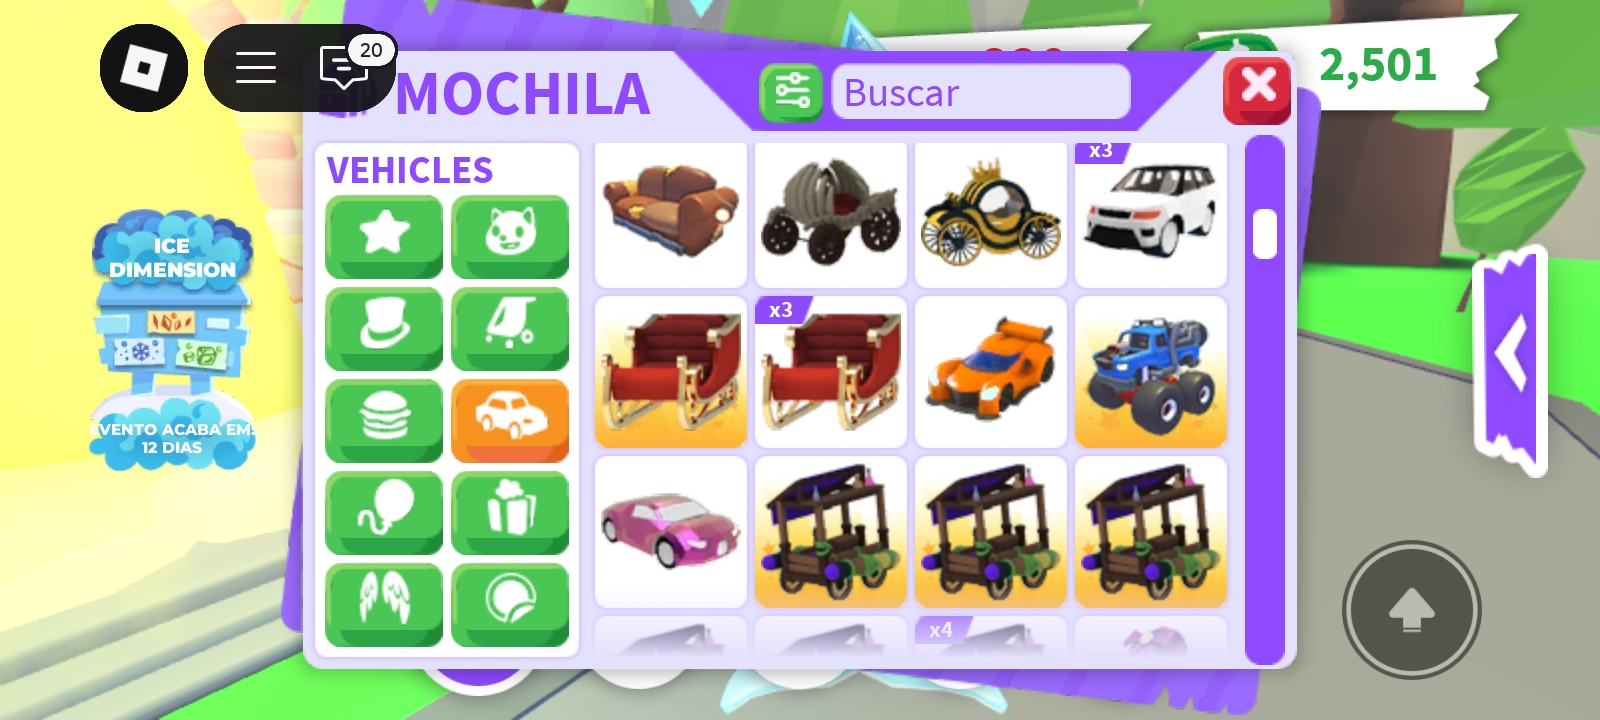 20
MOCHILA
Buscar
2,501
VEHICLES
x3
x3
ICE
DIMENSION
EVENTO ACABA EM:
12 DIAS
x4